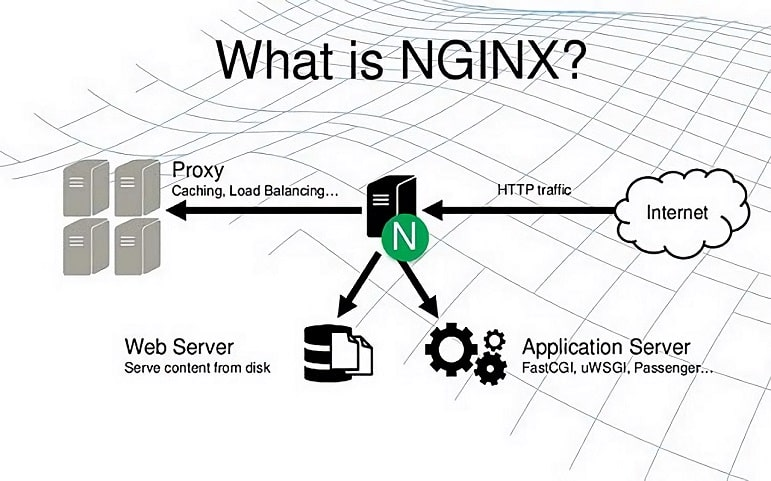 What is NGINX?
Proxy
Caching, Load Balancing...
HTTP traffic
Internet
N
Web Server
Serve content from disk
Application Server
FastCGI, uWSGI, Passenger...